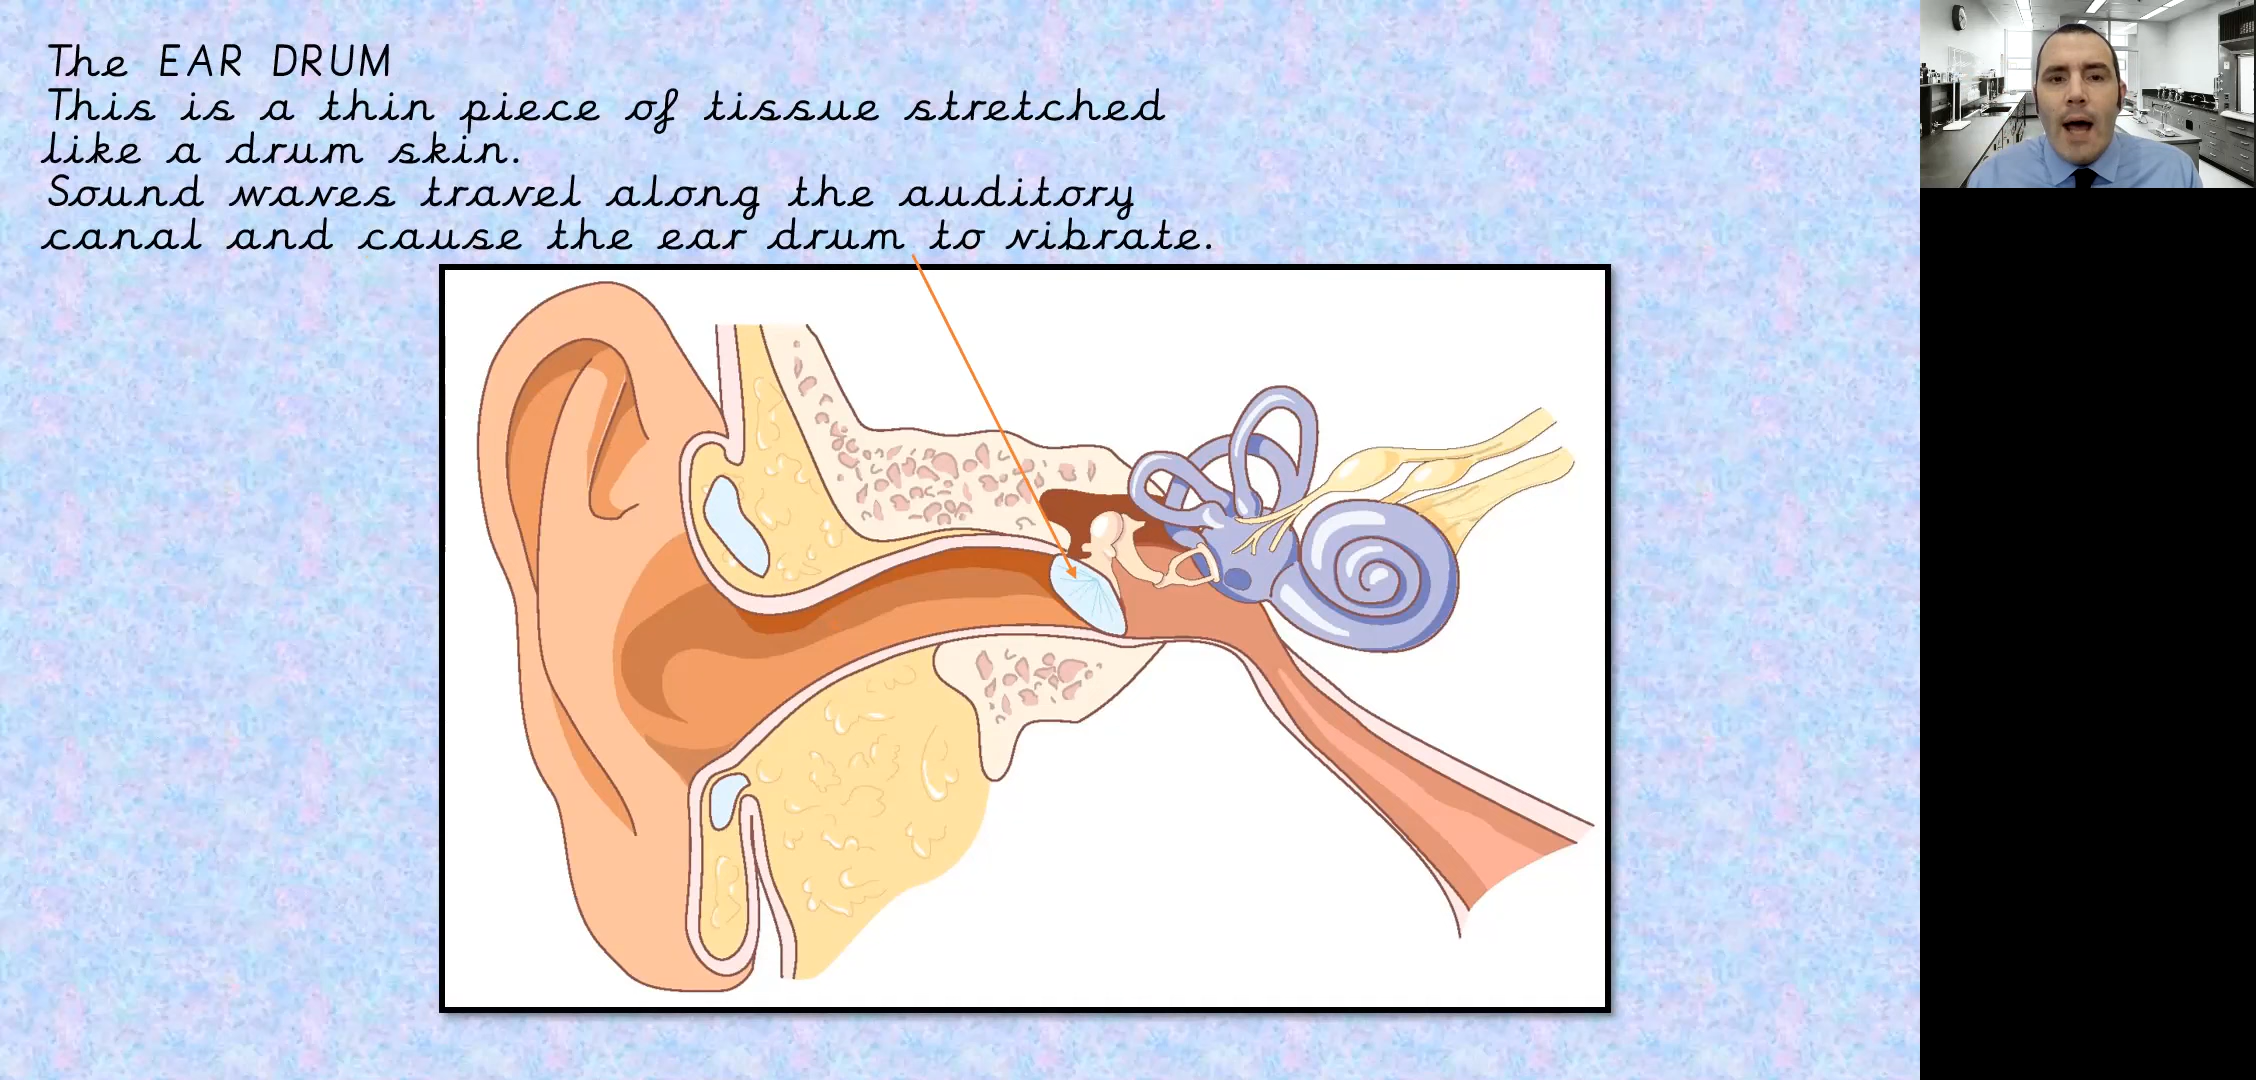 The EAR DRUM
This is a thin piece of tissue stretched
like a drum skin.
Sound waves travel along the auditory
canal and cause the ear drum to vibrate.